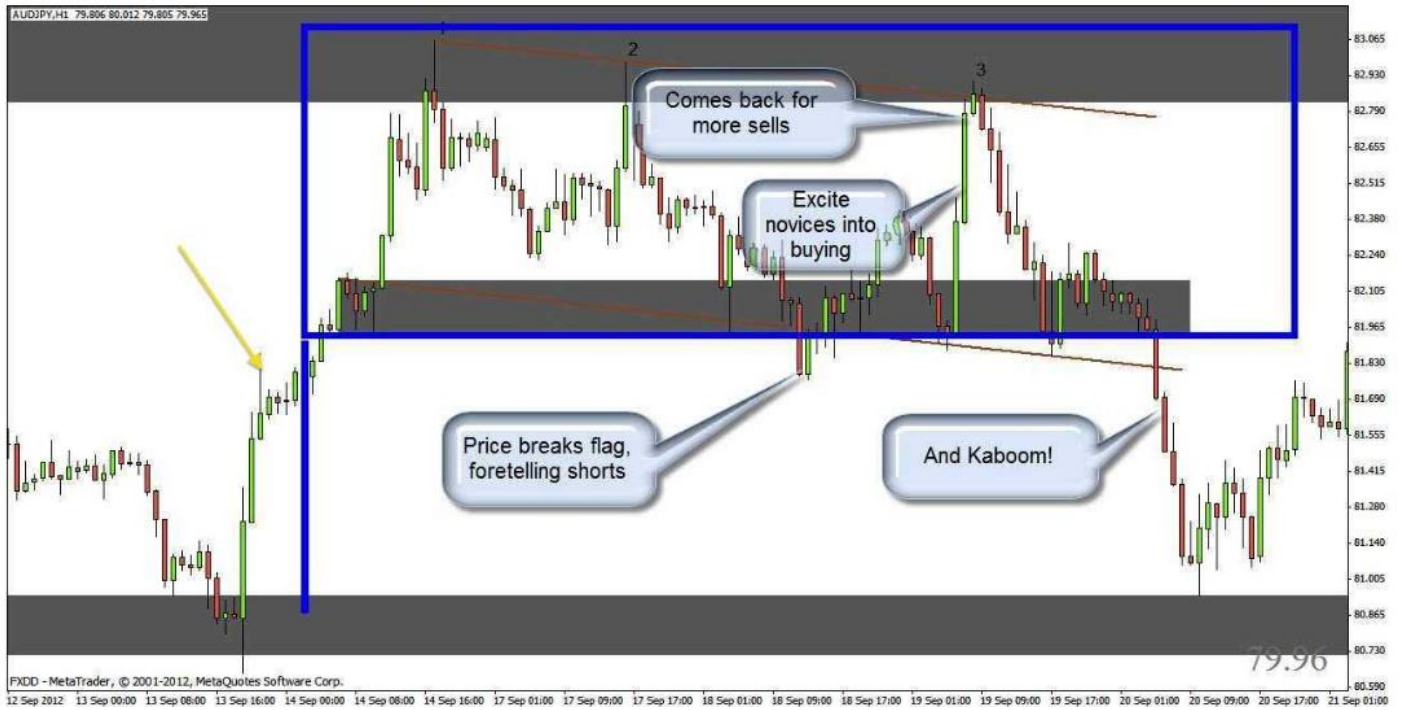 AUDJPY,H1 79.806 80.012 79.805 79.965
1
2
3
Comes back for
more sells
Excite
novices into
buying
Price breaks flag,
foretelling shorts
And Kaboom!
83.065
82.930
82.790
82.655
82.515
82.380
82.240
82.105
81.965
81.830
81.690
81.555
81.415
81.280
81.140
81.005
80.865
80.730
80.590
79.96
FXDD - MetaTrader, © 2001-2012, MetaQuotes Software Corp.
12 Sep 2012 13 Sep 00:00 13 Sep 08:00 13 Sep 16:00 14 Sep 00:00 14 Sep 08:00 14 Sep 16:00 17 Sep 01:00 17 Sep 09:00 17 Sep 17:00 18 Sep 01:00 18 Sep 09:00 18 Sep 17:00 19 Sep 01:00 19 Sep 09:00 19 Sep 17:00 20 Sep 01:00 20 Sep 09:00 20 Sep 17:00 21 Sep 01:00